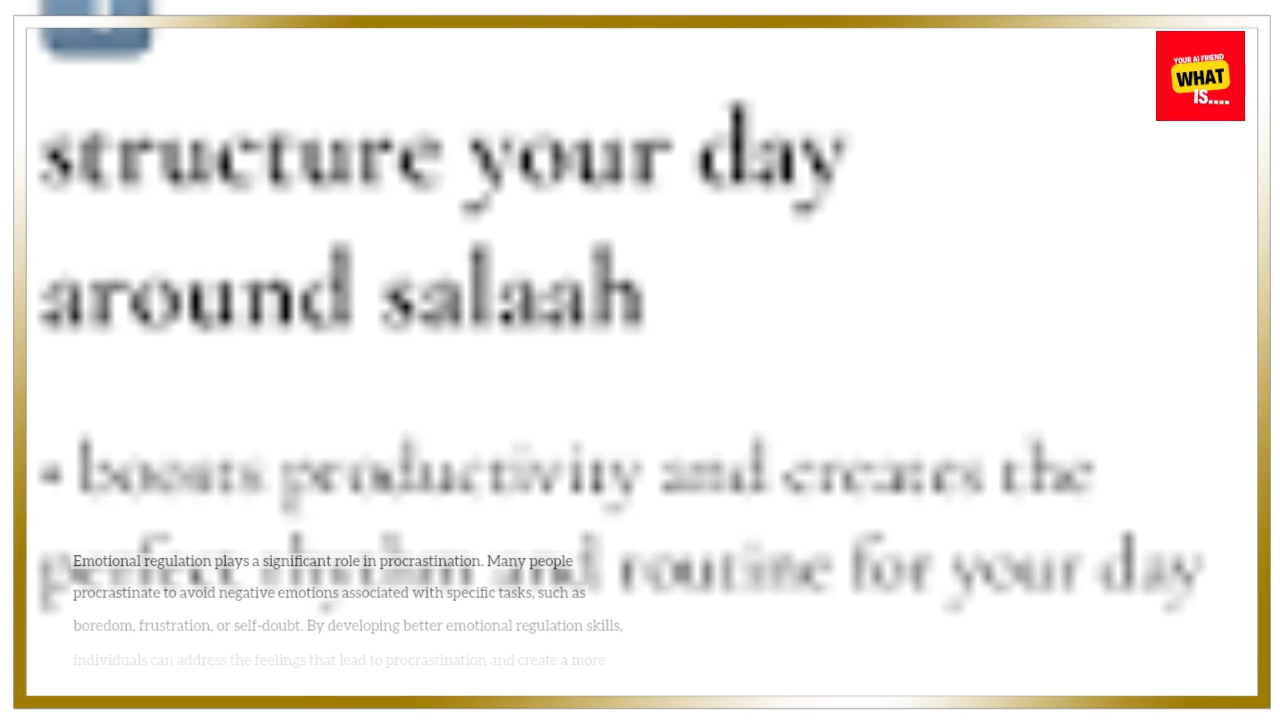 YOUR AI FRIEND
WHAT
IS....
structure your day
around salaah
- boosts productivity and creates the
perfect rhythm and routine for your day
Emotional regulation plays a significant role in procrastination. Many people
procrastinate to avoid negative emotions associated with specific tasks, such as
boredom, frustration, or self-doubt. By developing better emotional regulation skills,
individuals can address the feelings that lead to procrastination and create a more